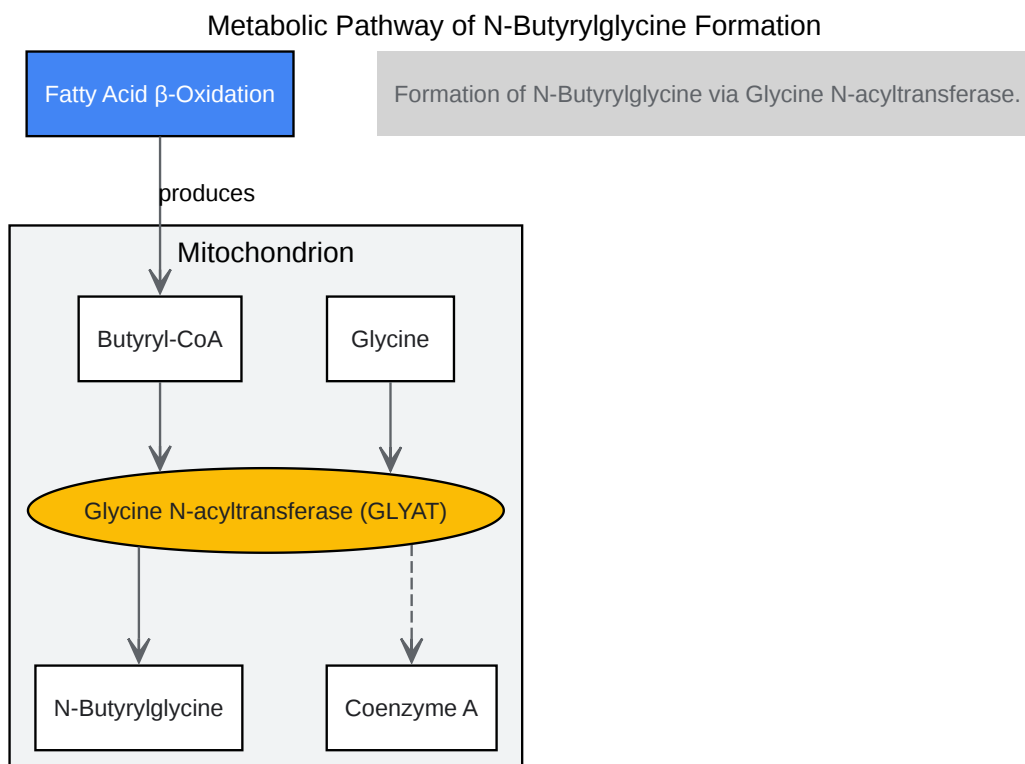 Metabolic Pathway of N-Butyrylglycine Formation
Fatty Acid β-Oxidation
Formation of N-Butyrylglycine via Glycine N-acyltransferase.
produces
Mitochondrion
Butyryl-CoA
Glycine
Glycine N-acyltransferase (GLYAT)
N-Butyrylglycine
Coenzyme A